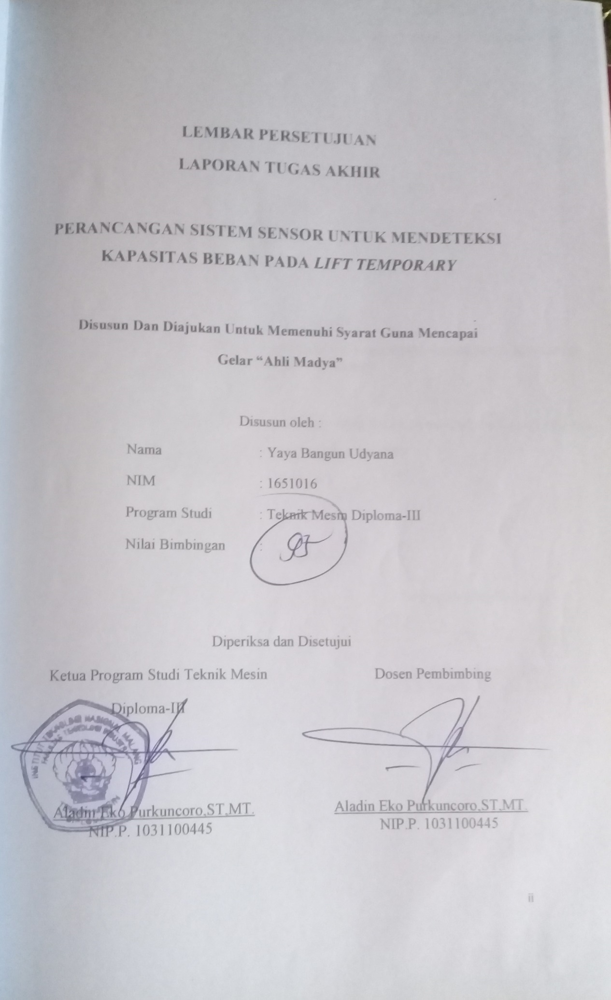 LEMBAR PERSETUJUAN
LAPORAN TUGAS AKHIR
PERANCANGAN SISTEM SENSOR UNTUK MENDETEKSI
KAPASITAS BEBAN PADA LIFT TEMPORARY
Disusun Dan Diajukan Untuk Memenuhi Syarat Guna Mencapai
Gelar “Ahli Madya”
Disusun oleh :
Nama : Yaya Bangun Udyana
NIM : 1651016
Program Studi : Teknik Mesin Diploma-III
Nilai Bimbingan :
Diperiksa dan Disetujui
Ketua Program Studi Teknik Mesin
Diploma-III
INSTITUT TEKNOLOGI NASIONAL MALANG
FAKULTAS TEKNOLOGI INDUSTRI
Aladin Eko Purkuncoro,ST,MT.
NIP.P. 1031100445
Dosen Pembimbing
Aladin Eko Purkuncoro,ST,MT.
NIP.P. 1031100445
ii